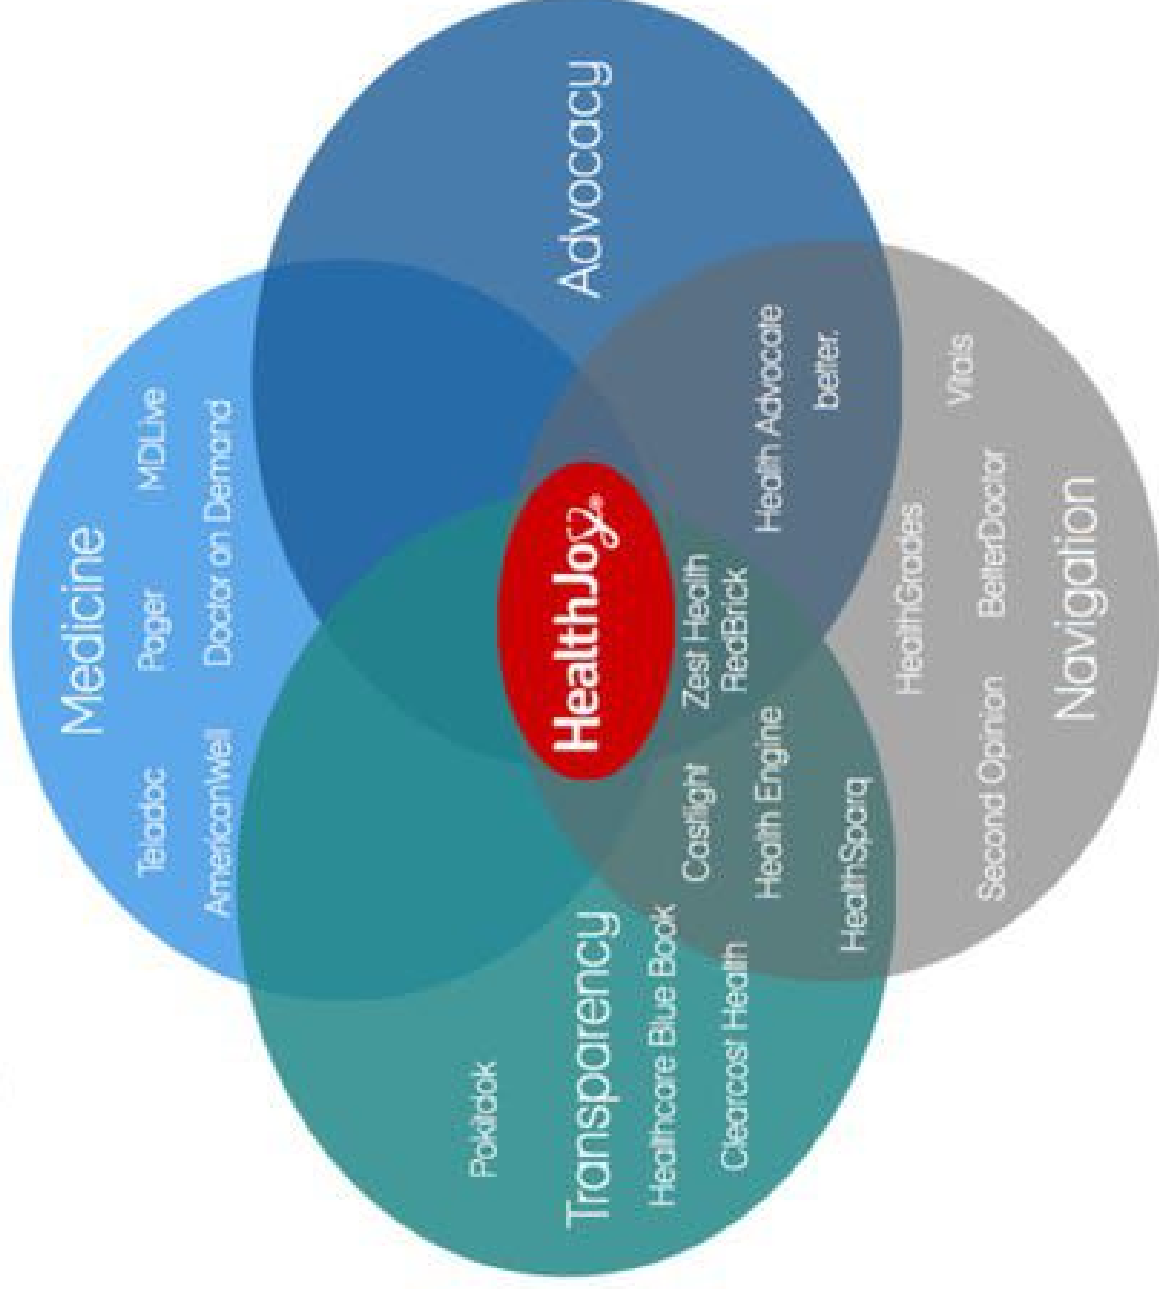 Medicine
Teladoc Pager MDLive
AmericanWell Doctor on Demand
Pokitdok
Transparency HealthJoy® Advocacy
Healthcare Blue Book
Castlight Zest Health
Clearcost Health RedBrick
Health Engine Health Advocate
better.
HealthSparq
HealthGrades
Vitals
Second Opinion BetterDoctor
Navigation